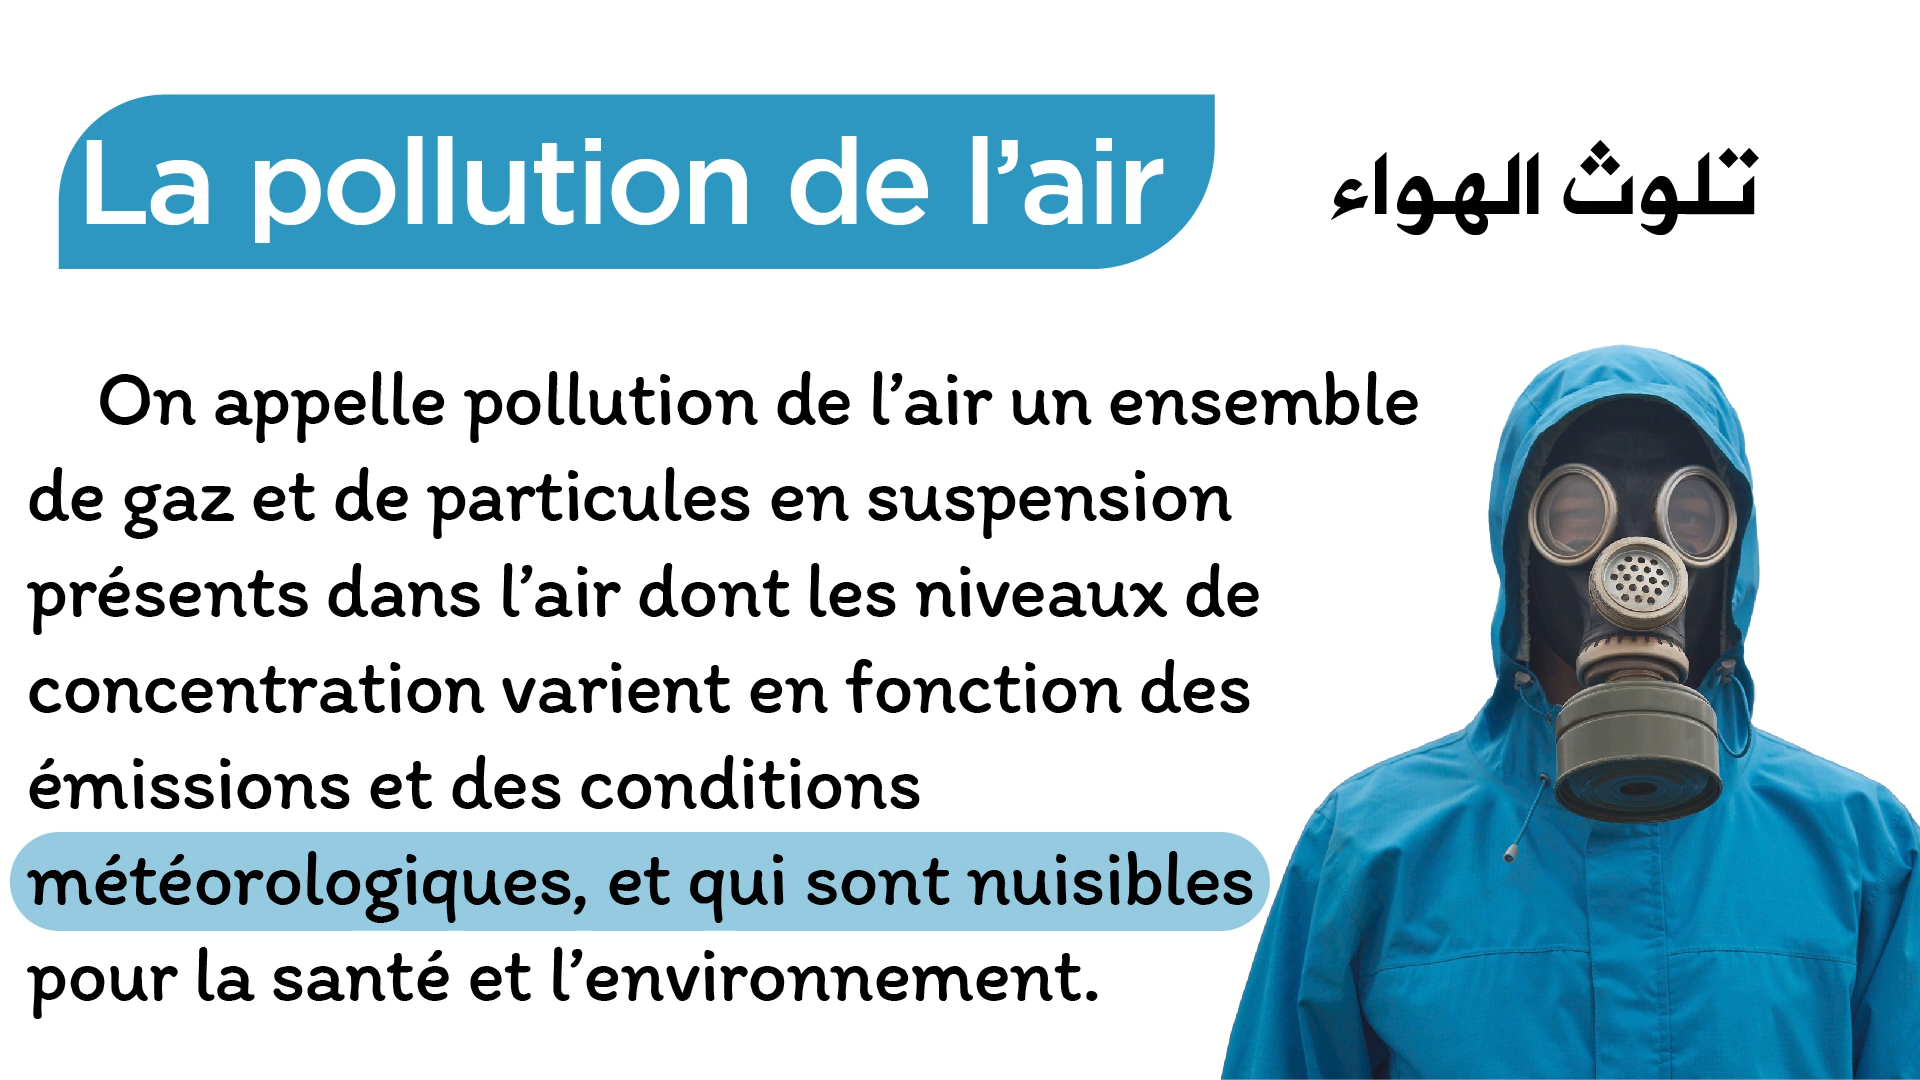 La pollution de l’air
تلوث الهواء
On appelle pollution de l’air un ensemble
de gaz et de particules en suspension
présents dans l’air dont les niveaux de
concentration varient en fonction des
émissions et des conditions
météorologiques, et qui sont nuisibles
pour la santé et l’environnement.